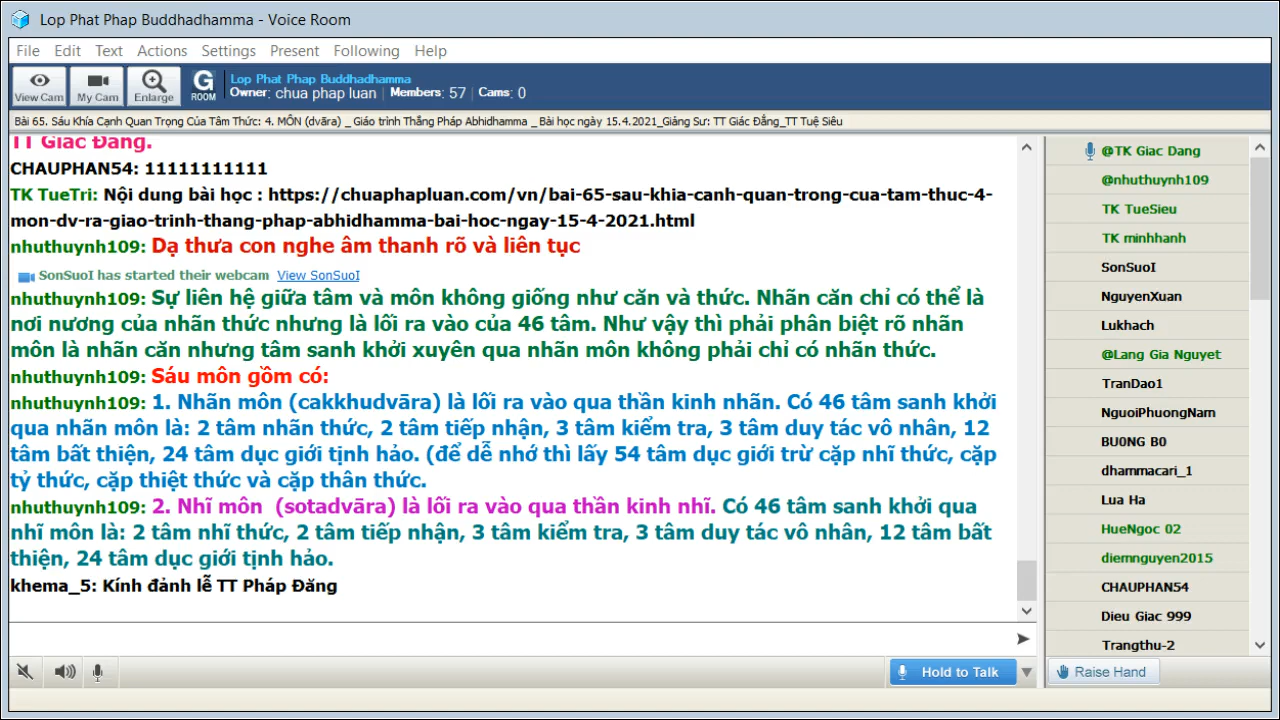 Lop Phat Phap Buddhadhamma - Voice Room
File Edit Text Actions Settings Present Following Help
View Cam My Cam Enlarge G ROOM
Lop Phat Phap Buddhadhamma
Owner: chua phap luan | Members: 57 | Cams: 0
Bài 65. Sáu Khía Cạnh Quan Trọng Của Tâm Thức: 4. MÔN (dvāra) _ Giáo trình Thắng Pháp Abhidhamma _ Bài học ngày 15.4.2021_Giảng Sư: TT Giác Đẳng_TT Tuệ Siêu
TT Giác Đẳng.
CHAUPHAN54: 11111111111
TK TueTri: Nội dung bài học : https://chuaphapluan.com/vn/bai-65-sau-khia-canh-quan-trong-cua-tam-thuc-4-
mon-dv-ra-giao-trinh-thang-phap-abhidhamma-bai-hoc-ngay-15-4-2021.html
nhuthuynh109: Dạ thưa con nghe âm thanh rõ và liên tục
SonSuoI has started their webcam View SonSuoI
nhuthuynh109: Sự liên hệ giữa tâm và môn không giống như căn và thức. Nhãn căn chỉ có thể là
nơi nương của nhãn thức nhưng là lối ra vào của 46 tâm. Như vậy thì phải phân biệt rõ nhãn
môn là nhãn căn nhưng tâm sanh khởi xuyên qua nhãn môn không phải chỉ có nhãn thức.
nhuthuynh109: Sáu môn gồm có:
nhuthuynh109: 1. Nhãn môn (cakkhudvāra) là lối ra vào qua thần kinh nhãn. Có 46 tâm sanh khởi
qua nhãn môn là: 2 tâm nhãn thức, 2 tâm tiếp nhận, 3 tâm kiểm tra, 3 tâm duy tác vô nhân, 12
tâm bất thiện, 24 tâm dục giới tịnh hảo. (để dễ nhớ thì lấy 54 tâm dục giới trừ cặp nhĩ thức, cặp
tỷ thức, cặp thiệt thức và cặp thân thức.
nhuthuynh109: 2. Nhĩ môn (sotadvāra) là lối ra vào qua thần kinh nhĩ. Có 46 tâm sanh khởi qua
nhĩ môn là: 2 tâm nhĩ thức, 2 tâm tiếp nhận, 3 tâm kiểm tra, 3 tâm duy tác vô nhân, 12 tâm bất
thiện, 24 tâm dục giới tịnh hảo.
khema_5: Kính đảnh lễ TT Pháp Đăng
Hold to Talk
@TK Giac Dang
@nhuthuynh109
TK TueSieu
TK minhhanh
SonSuoI
NguyenXuan
Lukhach
@Lang Gia Nguyet
TranDao1
NguoiPhuongNam
BU0NG B0
dhammacari_1
Lua Ha
HueNgoc 02
diemnguyen2015
CHAUPHAN54
Dieu Giac 999
Trangthu-2
Raise Hand